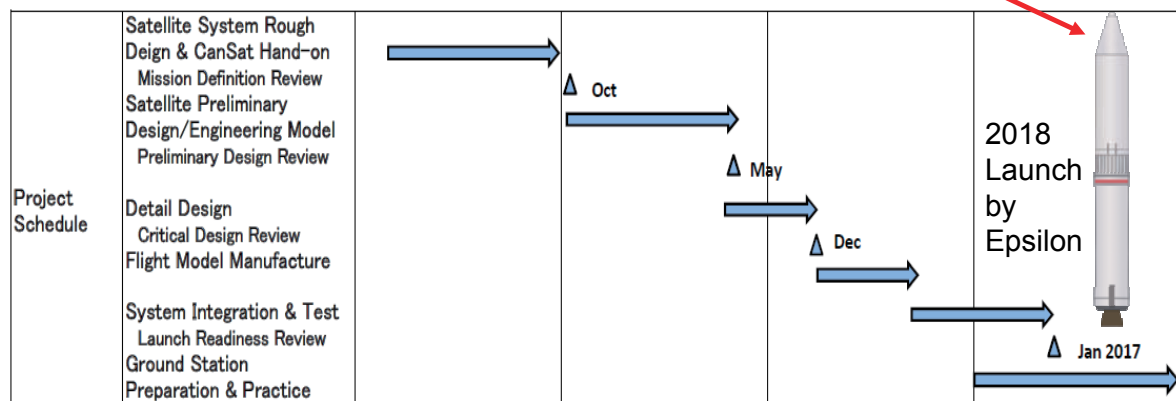 Satellite System Rough
Deign & CanSat Hand-on
Mission Definition Review
Oct
Satellite Preliminary
Design/Engineering Model
Preliminary Design Review
May
Project
Schedule
Detail Design
Critical Design Review
Dec
Flight Model Manufacture
System Integration & Test
Launch Readiness Review
Jan 2017
Ground Station
Preparation & Practice
2018
Launch
by
Epsilon